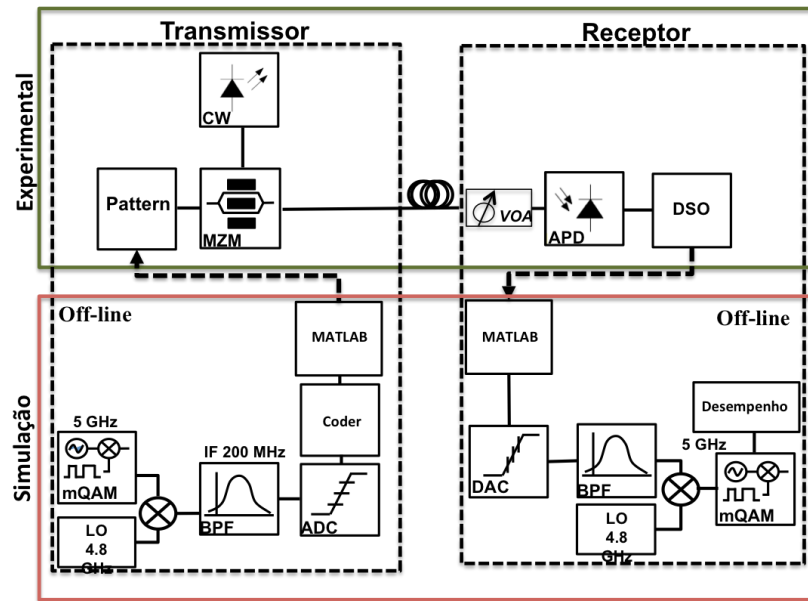 Transmissor
Receptor
Experimental
CW
Pattern
MZM
VOA
APD
DSO
Simulação
Off-line
MATLAB
Coder
5 GHz
mQAM
LO
4.8
GHz
IF 200 MHz
BPF
ADC
Off-line
MATLAB
DAC
BPF
LO
4.8
GHz
5 GHz
Desempenho
mQAM